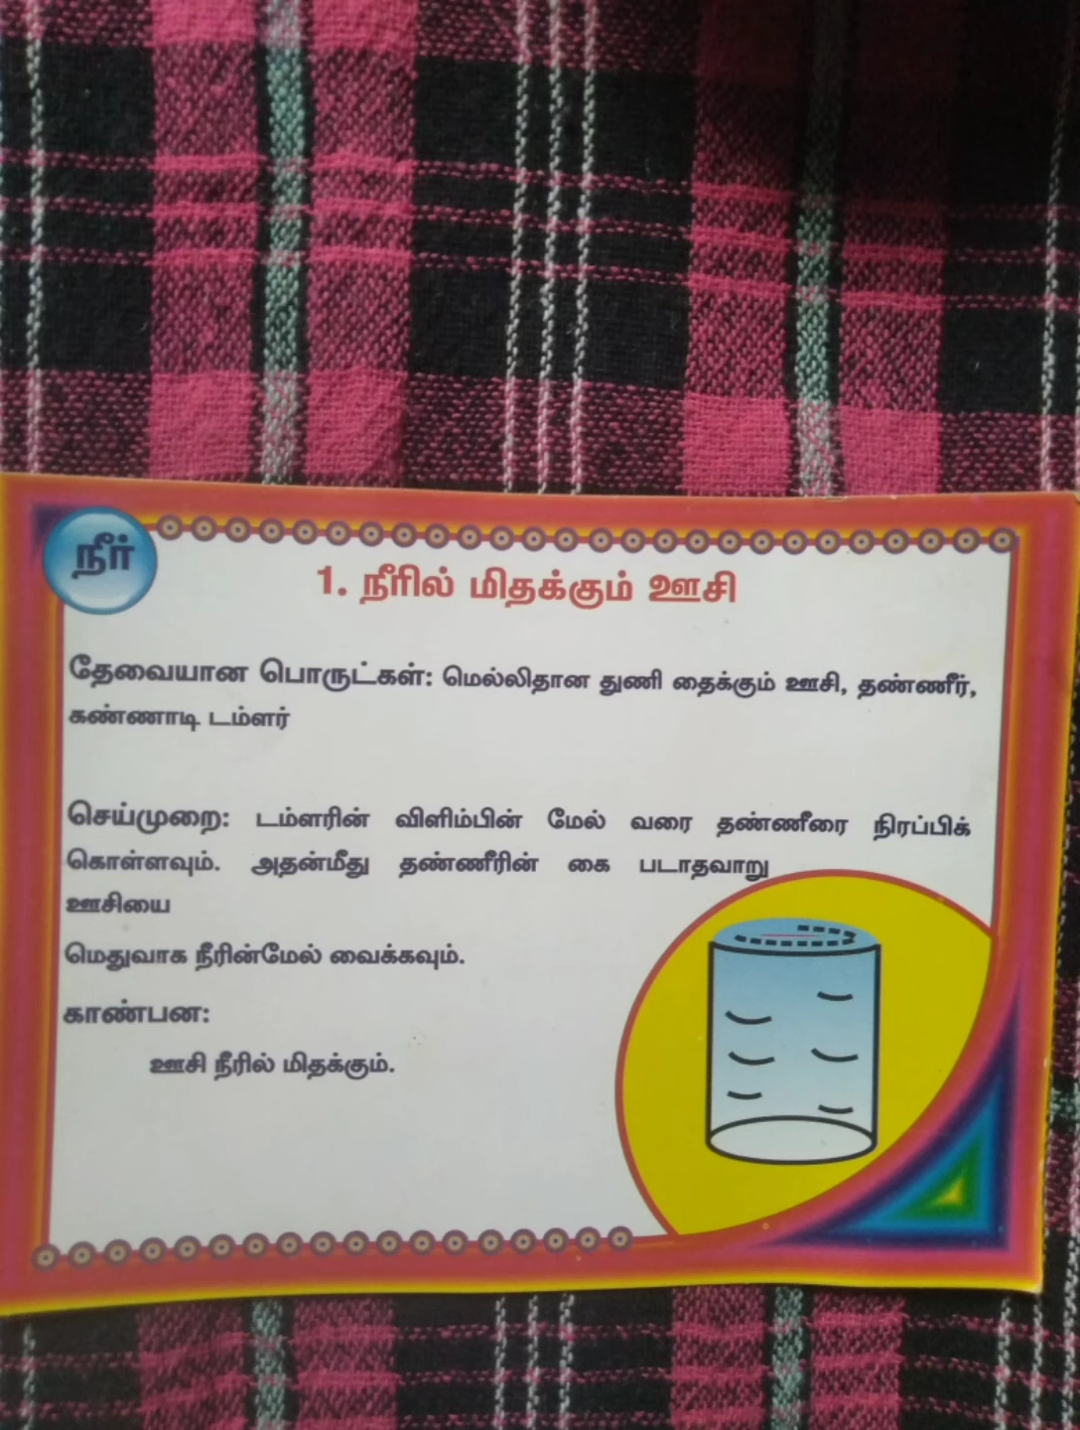 நீர்
1. நீரில் மிதக்கும் ஊசி
தேவையான பொருட்கள்: மெல்லிதான துணி தைக்கும் ஊசி, தண்ணீர்,
கண்ணாடி டம்ளர்
செய்முறை: டம்ளரின் விளிம்பின் மேல் வரை தண்ணீரை நிரப்பிக்
கொள்ளவும். அதன்மீது தண்ணீரின் கை படாதவாறு
ஊசியை
மெதுவாக நீரின்மேல் வைக்கவும்.
காண்பன:
ஊசி நீரில் மிதக்கும்.